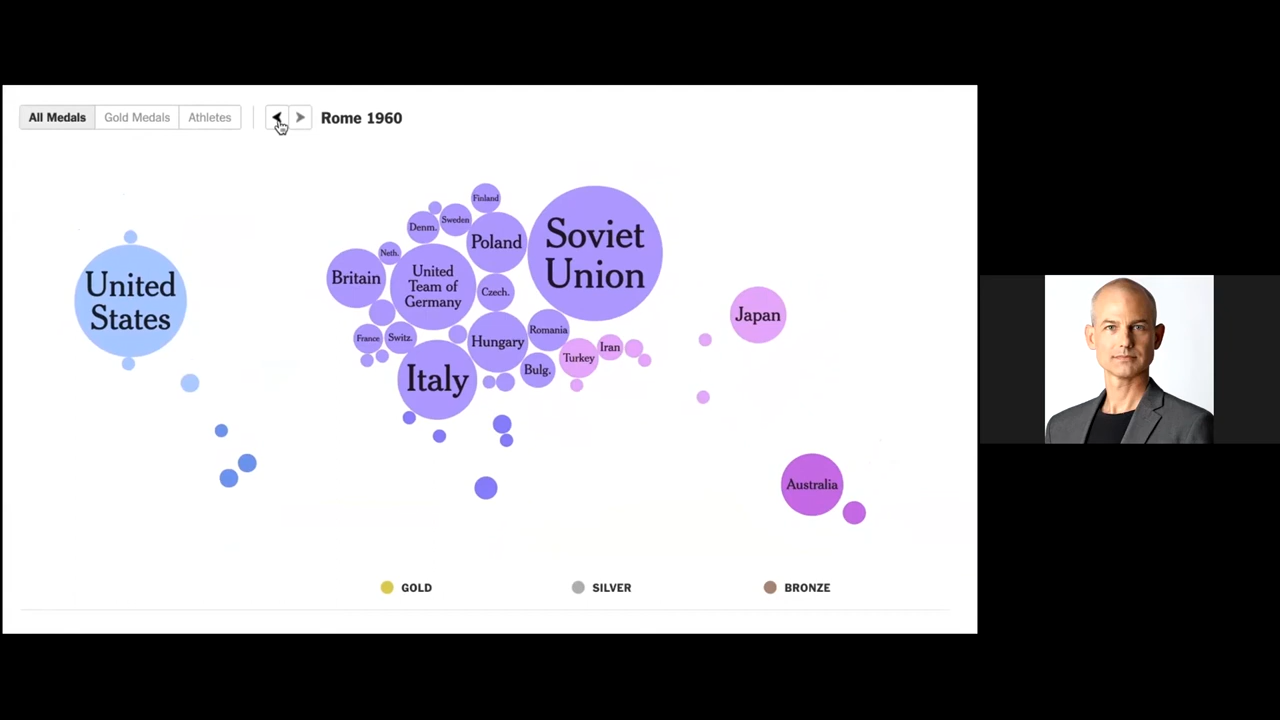 All Medals Gold Medals Athletes Rome 1960
Finland
Denm. Sweden
Poland
Soviet
Union
Neth.
Britain
United
Team of
Germany
Czech.
United
States
France Switz.
Hungary
Romania
Japan
Turkey Iran
Italy
Bulg.
Australia
GOLD SILVER BRONZE